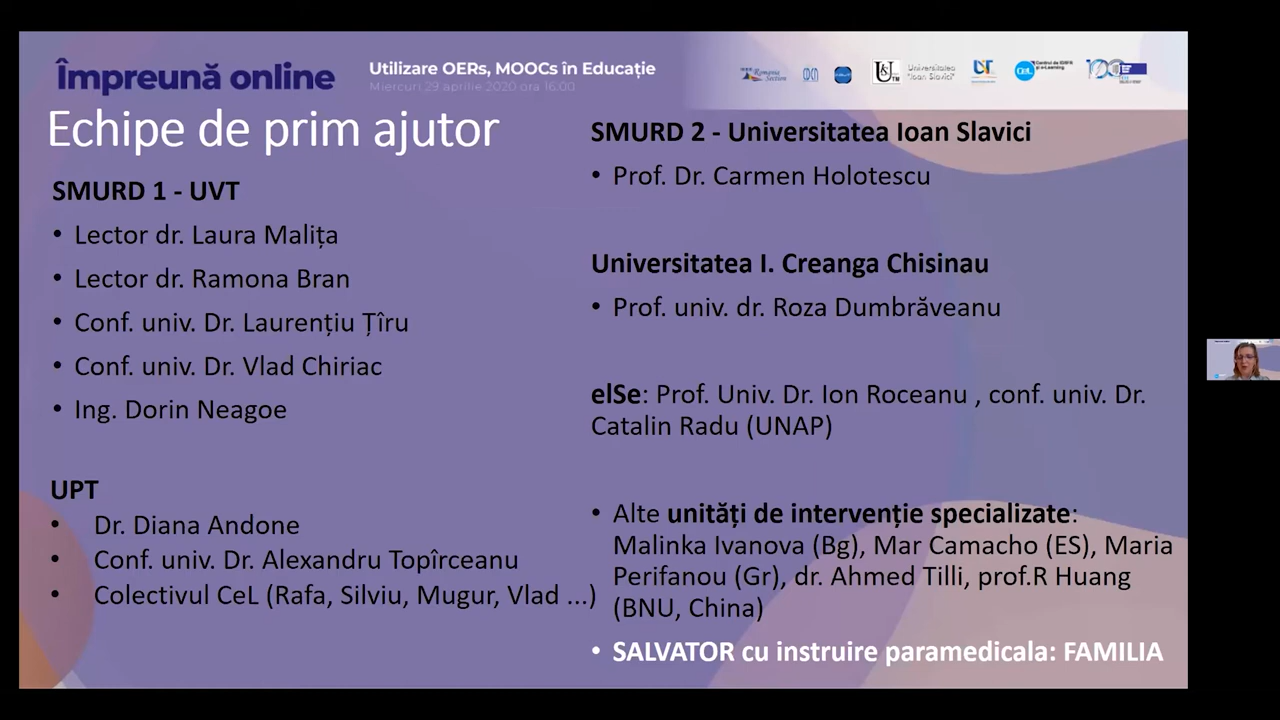 Împreună online
Utilizare OERs, MOOCs în Educație
Miercuri 29 aprilie 2020 ora 16:00
Romania
Section
Universitatea
"Ioan Slavici"
Echipe de prim ajutor
SMURD 1 - UVT
• Lector dr. Laura Malița
• Lector dr. Ramona Bran
• Conf. univ. Dr. Laurențiu Țîru
• Conf. univ. Dr. Vlad Chiriac
• Ing. Dorin Neagoe
UPT
• Dr. Diana Andone
• Conf. univ. Dr. Alexandru Topîrceanu
• Colectivul CeL (Rafa, Silviu, Mugur, Vlad ...)
SMURD 2 - Universitatea Ioan Slavici
• Prof. Dr. Carmen Holotescu
Universitatea I. Creanga Chisinau
• Prof. univ. dr. Roza Dumbrăveanu
elSe: Prof. Univ. Dr. Ion Roceanu , conf. univ. Dr.
Catalin Radu (UNAP)
• Alte unități de intervenție specializate:
Malinka Ivanova (Bg), Mar Camacho (ES), Maria
Perifanou (Gr), dr. Ahmed Tilli, prof.R Huang
(BNU, China)
• SALVATOR cu instruire paramedicala: FAMILIA